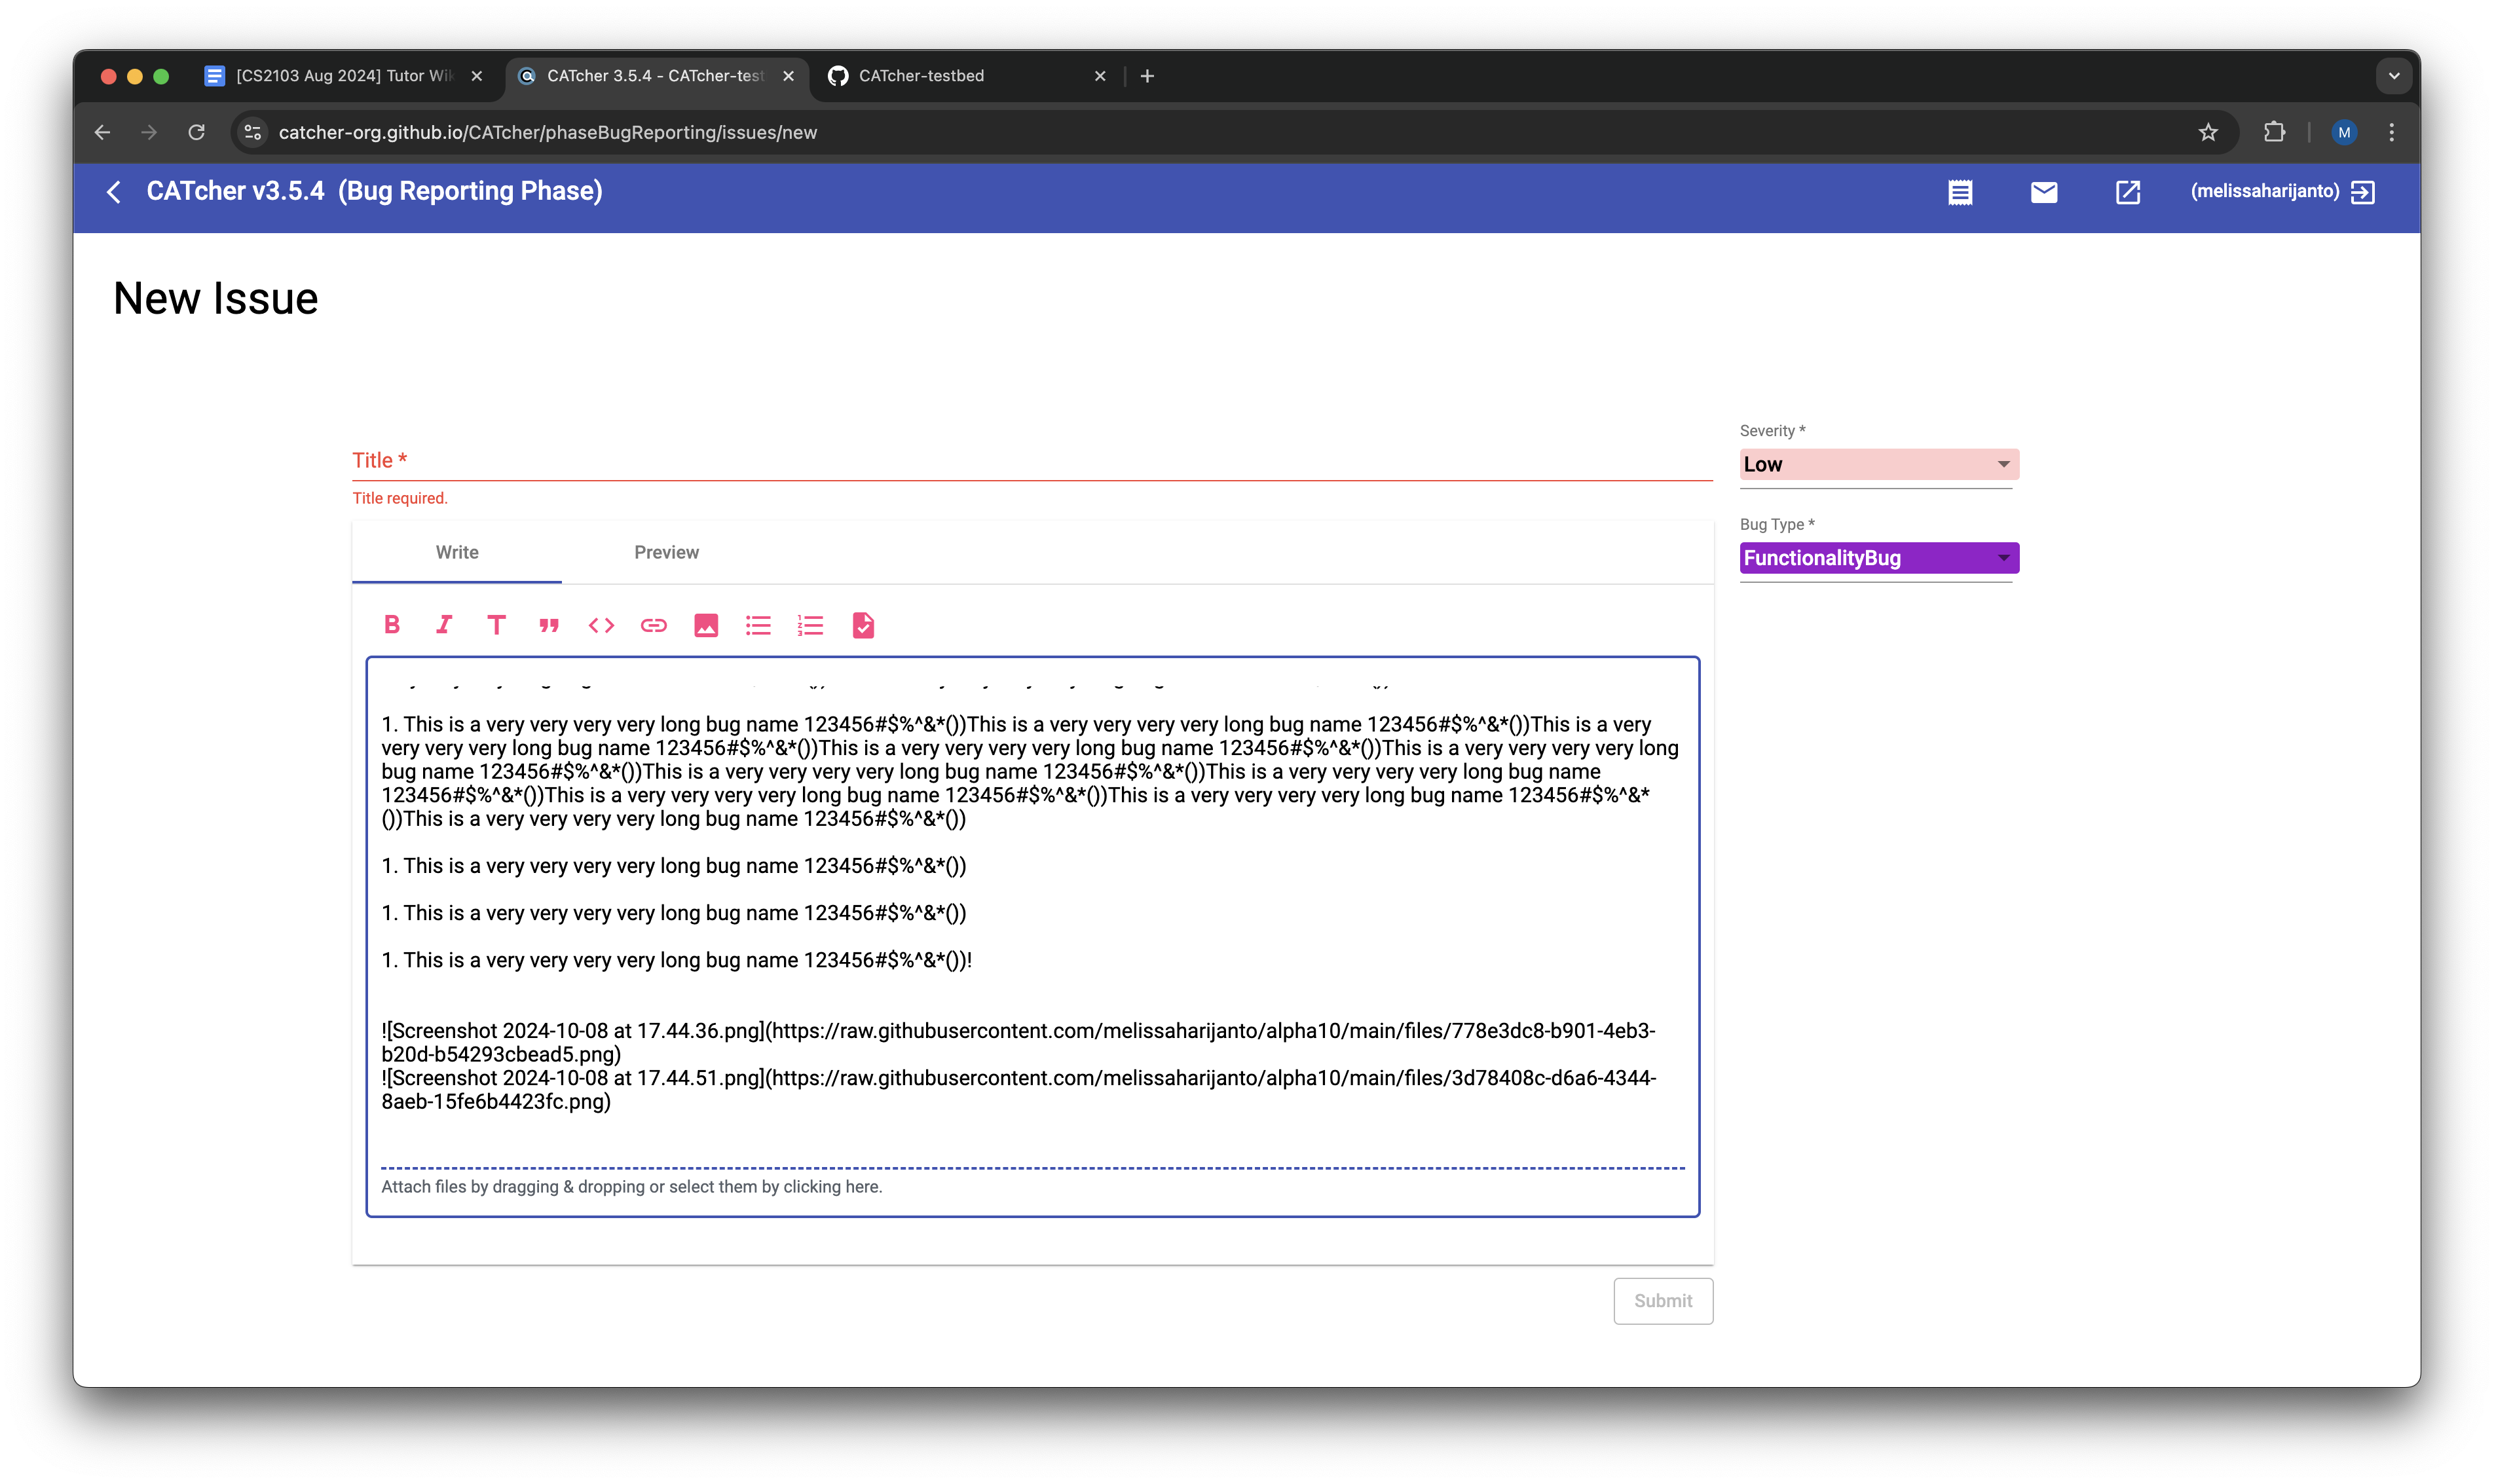 [CS2103 Aug 2024] Tutor Wik
CATcher 3.5.4 - CATcher-test
CATcher-testbed
catcher-org.github.io/CATcher/phaseBugReporting/issues/new
M
CATcher v3.5.4 (Bug Reporting Phase)
(melissaharijanto)
New Issue
Title *
Title required.
Severity *
Low
Bug Type *
FunctionalityBug
Write
Preview
1. This is a very very very very long bug name 123456#$%^&*())This is a very very very very long bug name 123456#$%^&*())This is a very
very very very long bug name 123456#$%^&*())This is a very very very very long bug name 123456#$%^&*())This is a very very very very long
bug name 123456#$%^&*())This is a very very very very long bug name 123456#$%^&*())This is a very very very very long bug name
123456#$%^&*())This is a very very very very long bug name 123456#$%^&*())This is a very very very very long bug name 123456#$%^&*
())This is a very very very very long bug name 123456#$%^&*())
1. This is a very very very very long bug name 123456#$%^&*())
1. This is a very very very very long bug name 123456#$%^&*())
1. This is a very very very very long bug name 123456#$%^&*())!
![Screenshot 2024-10-08 at 17.44.36.png](https://raw.githubusercontent.com/melissaharijanto/alpha10/main/files/778e3dc8-b901-4eb3-
b20d-b54293cbead5.png)
![Screenshot 2024-10-08 at 17.44.51.png](https://raw.githubusercontent.com/melissaharijanto/alpha10/main/files/3d78408c-d6a6-4344-
8aeb-15fe6b4423fc.png)
Attach files by dragging & dropping or select them by clicking here.
Submit